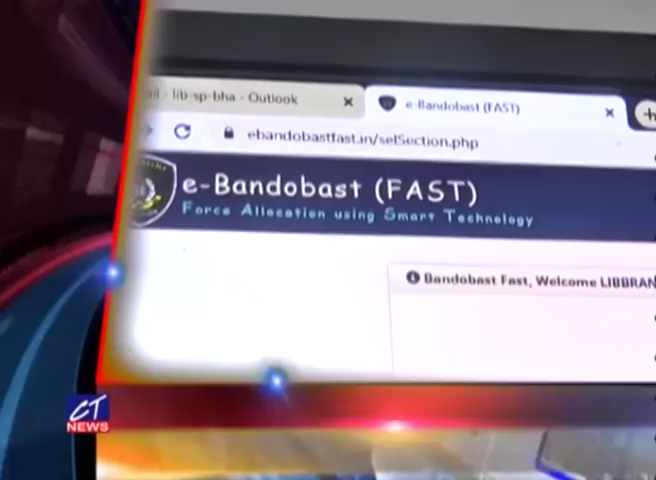 lib-sp-bha - Outlook
e-Bandobast (FAST)
ebandobastfast.in/selSection.php
e-Bandobast (FAST)
Force Allocation using Smart Technology
Bandobast Fast, Welcome LIBBRAN
CT
NEWS